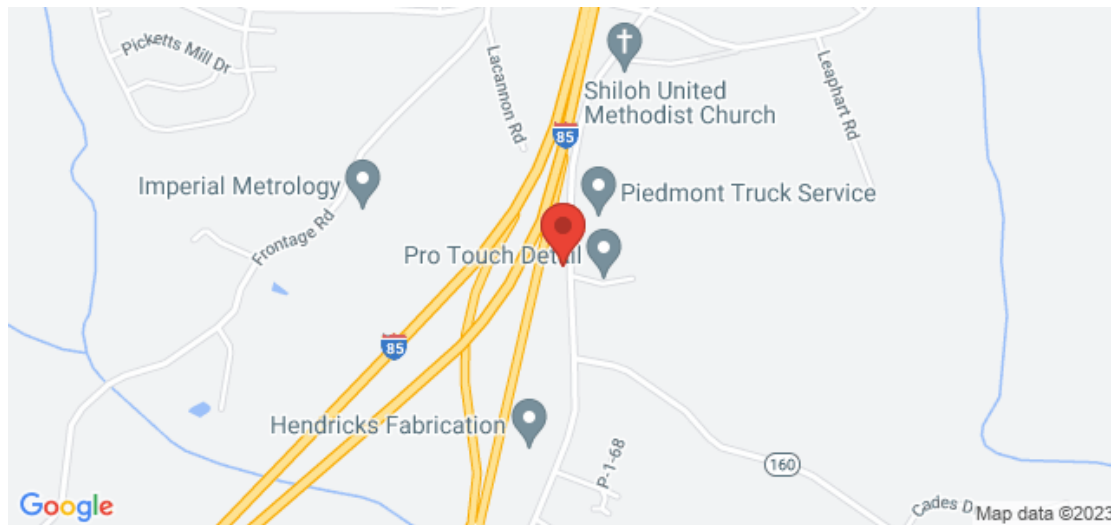 Picketts Mill Dr
Lacannon Rd
Leaphart Rd
Shiloh United
Methodist Church
85
Imperial Metrology
Piedmont Truck Service
Frontage Rd
Pro Touch Detail
85
Hendricks Fabrication
P-1-68
160
Cades D
Google
Map data ©2023